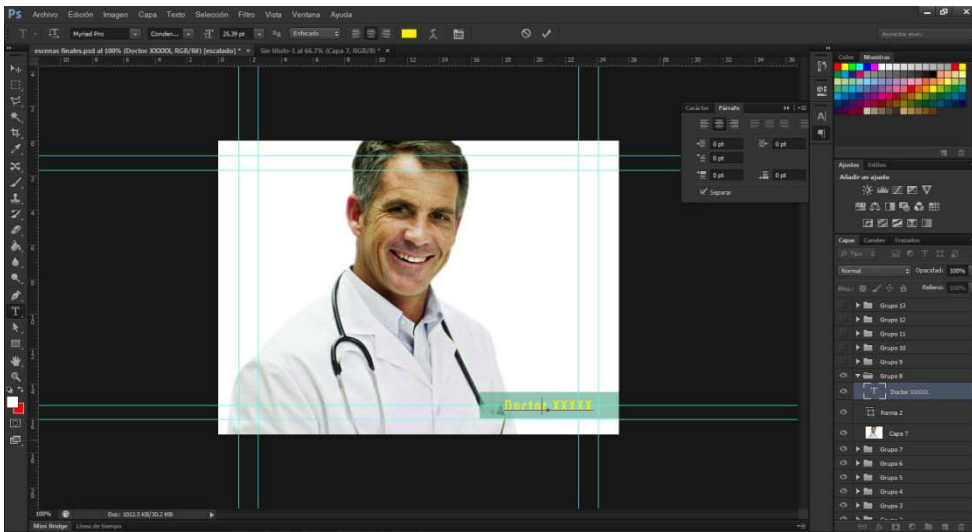 Ps Archivo Edición Imagen Capa Texto Selección Filtro Vista Ventana Ayuda
T Myriad Pro Conden... 25,39 pt Enfocado
escenas finales.psd al 100% (Doctor XXXXX, RGB/8#) [escalado] * × Sin título-1 al 66.7% (Capa 7, RGB/8) * ×
Color Muestras
Carácter Párrafo
0 pt 0 pt
0 pt
0 pt 0 pt
Separar
Ajustes Estilos
Añadir un ajuste
Capas Canales Trazados
Tipo
Normal Opacidad: 100%
Relleno: 100%
Grupo 13
Grupo 12
Grupo 11
Grupo 10
Grupo 9
Grupo 8
Doctor XXXXX
Forma 2
Capa 7
Grupo 7
Grupo 6
Grupo 5
Grupo 4
Grupo 3
Doctor XXXXX
100% Doc: 1012,5 KB/30,2 MB
Mini Bridge Línea de tiempo